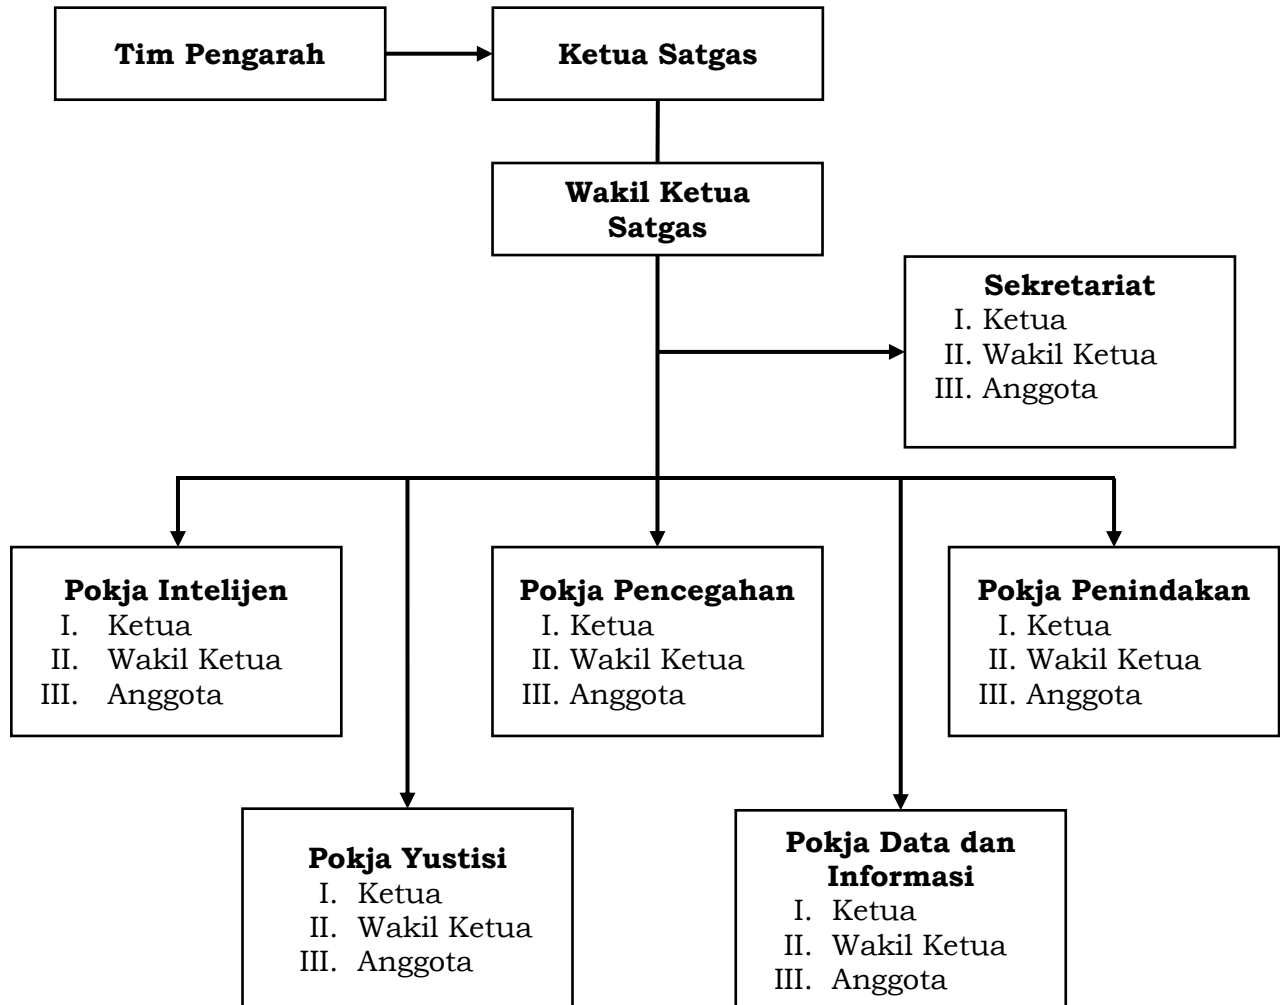 Tim Pengarah
Ketua Satgas
Wakil Ketua
Satgas
Sekretariat
I. Ketua
II. Wakil Ketua
III. Anggota
Pokja Intelijen
I. Ketua
II. Wakil Ketua
III. Anggota
Pokja Pencegahan
I. Ketua
II. Wakil Ketua
III. Anggota
Pokja Penindakan
I. Ketua
II. Wakil Ketua
III. Anggota
Pokja Yustisi
I. Ketua
II. Wakil Ketua
III. Anggota
Pokja Data dan
Informasi
I. Ketua
II. Wakil Ketua
III. Anggota